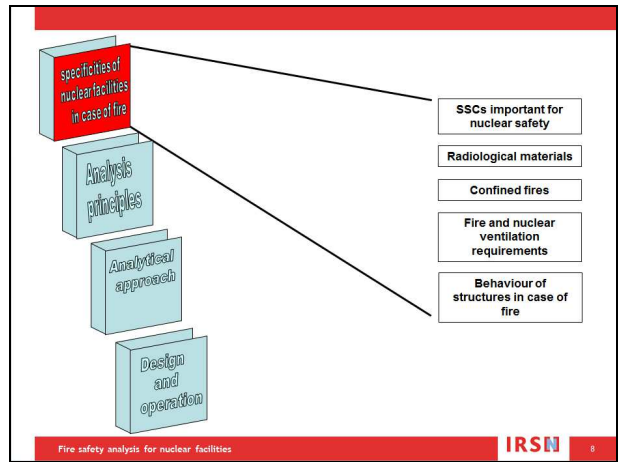 specificities of
nuclear facilities
in case of fire
Analysis
principles
Analytical
approach
Design
and
operation
SSCs important for
nuclear safety
Radiological materials
Confined fires
Fire and nuclear
ventilation
requirements
Behaviour of
structures in case of
fire
Fire safety analysis for nuclear facilities
IRSN
8